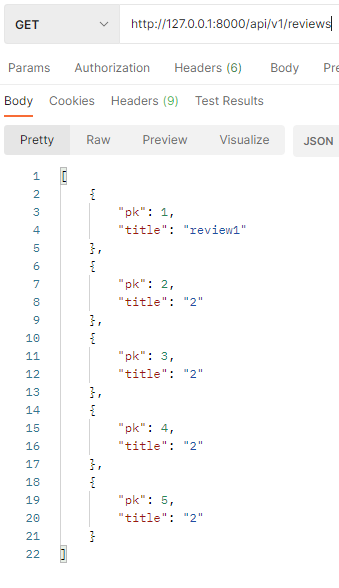 GET http://127.0.0.1:8000/api/v1/reviews
Params Authorization Headers (6) Body Pre
Body Cookies Headers (9) Test Results
Pretty Raw Preview Visualize JSON
1 [
2 {
3 "pk": 1,
4 "title": "review1"
5 },
6 {
7 "pk": 2,
8 "title": "2"
9 },
10 {
11 "pk": 3,
12 "title": "2"
13 },
14 {
15 "pk": 4,
16 "title": "2"
17 },
18 {
19 "pk": 5,
20 "title": "2"
21 }
22 ]